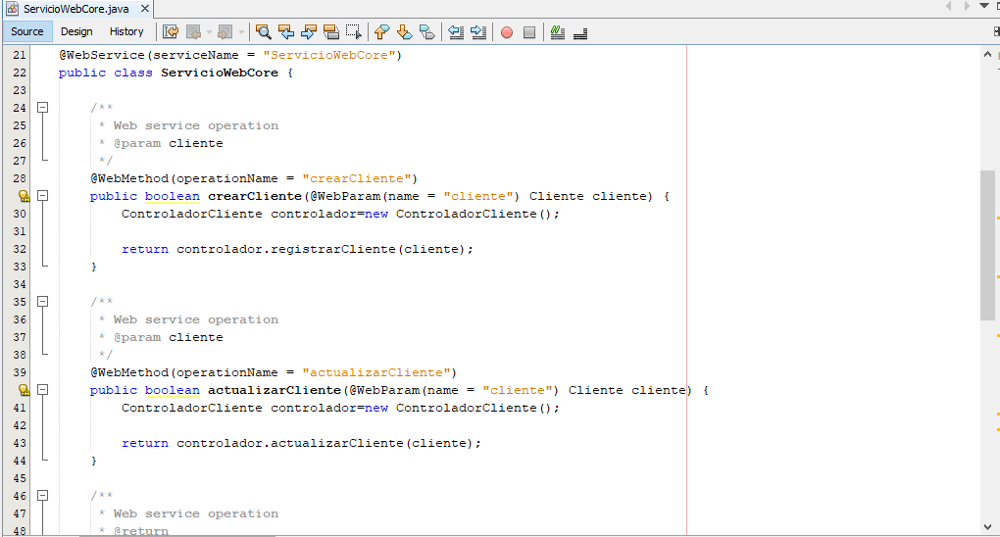 ServicioWebCore.java
Source Design History
21 @WebService(serviceName = "ServicioWebCore")
22 public class ServicioWebCore {
23
24 /**
25 * Web service operation
26 * @param cliente
27 */
28 @WebMethod(operationName = "crearCliente")
public boolean crearCliente(@WebParam(name = "cliente") Cliente cliente) {
30 ControladorCliente controlador=new ControladorCliente();
31
32 return controlador.registrarCliente(cliente);
33 }
34
35 /**
36 * Web service operation
37 * @param cliente
38 */
39 @WebMethod(operationName = "actualizarCliente")
public boolean actualizarCliente(@WebParam(name = "cliente") Cliente cliente) {
41 ControladorCliente controlador=new ControladorCliente();
42
43 return controlador.actualizarCliente(cliente);
44 }
45
46 /**
47 * Web service operation
48 * @return